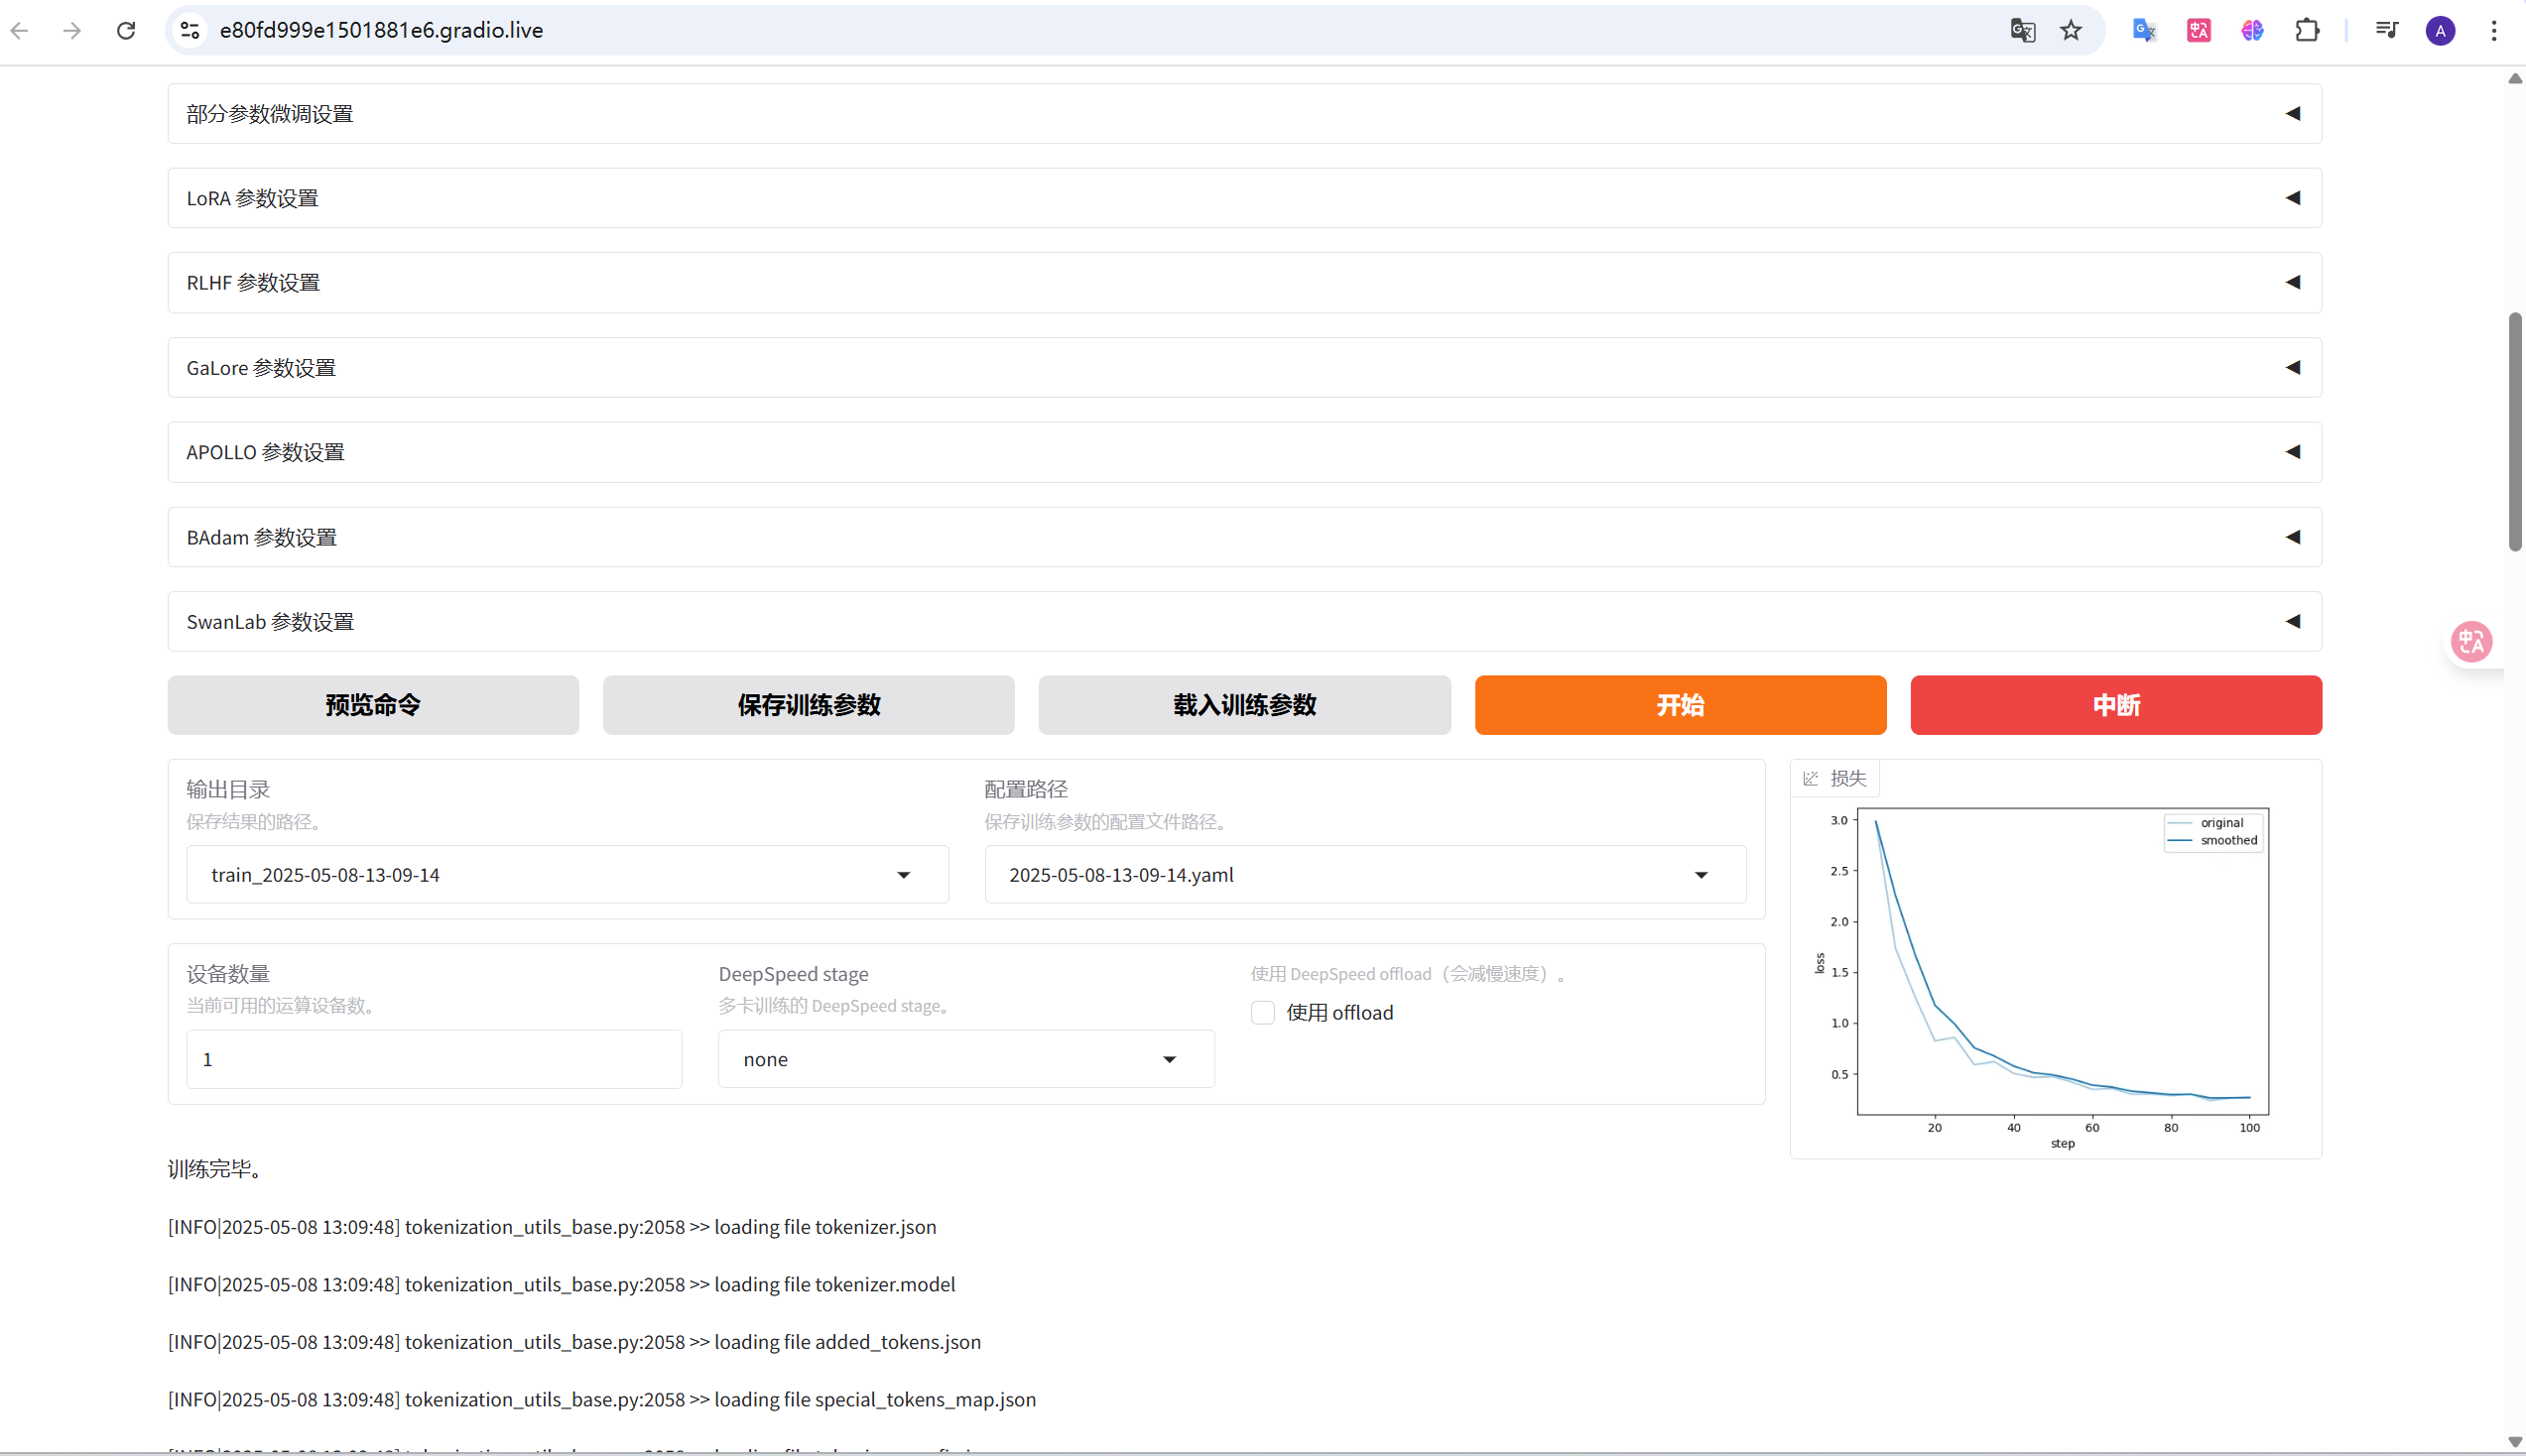 e80fd999e1501881e6.gradio.live
A
部分参数微调设置
LoRA 参数设置
RLHF 参数设置
GaLore 参数设置
APOLLO 参数设置
BAdam 参数设置
SwanLab 参数设置
预览命令
保存训练参数
载入训练参数
开始
中断
输出目录
保存结果的路径。
train_2025-05-08-13-09-14
配置路径
保存训练参数的配置文件路径。
2025-05-08-13-09-14.yaml
损失
original
smoothed
3.0
2.5
2.0
1.5
1.0
0.5
loss
20
40
60
80
100
step
设备数量
当前可用的运算设备数。
1
DeepSpeed stage
多卡训练的 DeepSpeed stage。
none
使用 DeepSpeed offload（会减慢速度）。
使用 offload
训练完毕。
[INFO|2025-05-08 13:09:48] tokenization_utils_base.py:2058 >> loading file tokenizer.json
[INFO|2025-05-08 13:09:48] tokenization_utils_base.py:2058 >> loading file tokenizer.model
[INFO|2025-05-08 13:09:48] tokenization_utils_base.py:2058 >> loading file added_tokens.json
[INFO|2025-05-08 13:09:48] tokenization_utils_base.py:2058 >> loading file special_tokens_map.json